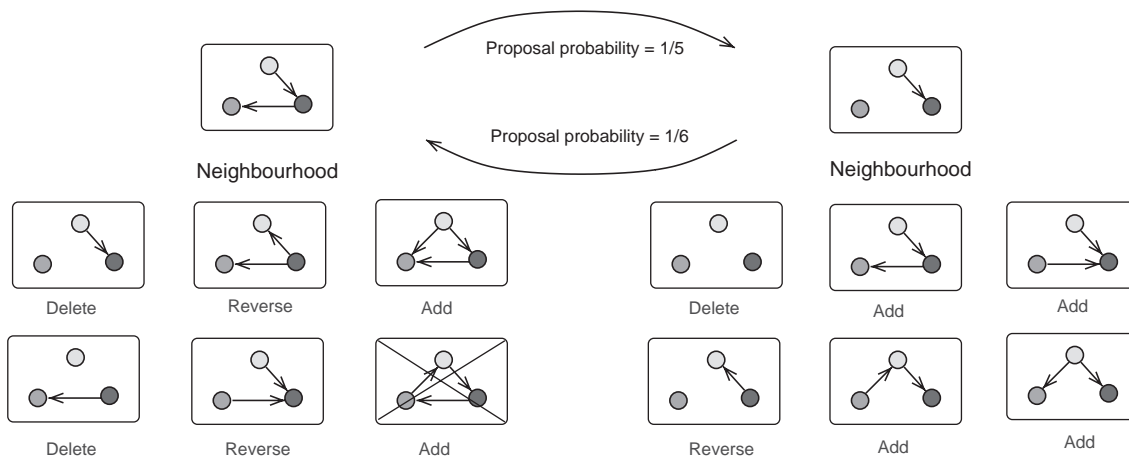 Proposal probability = 1/5
Proposal probability = 1/6
Neighbourhood
Neighbourhood
Delete
Reverse
Add
Delete
Add
Add
Delete
Reverse
Add
Reverse
Add
Add